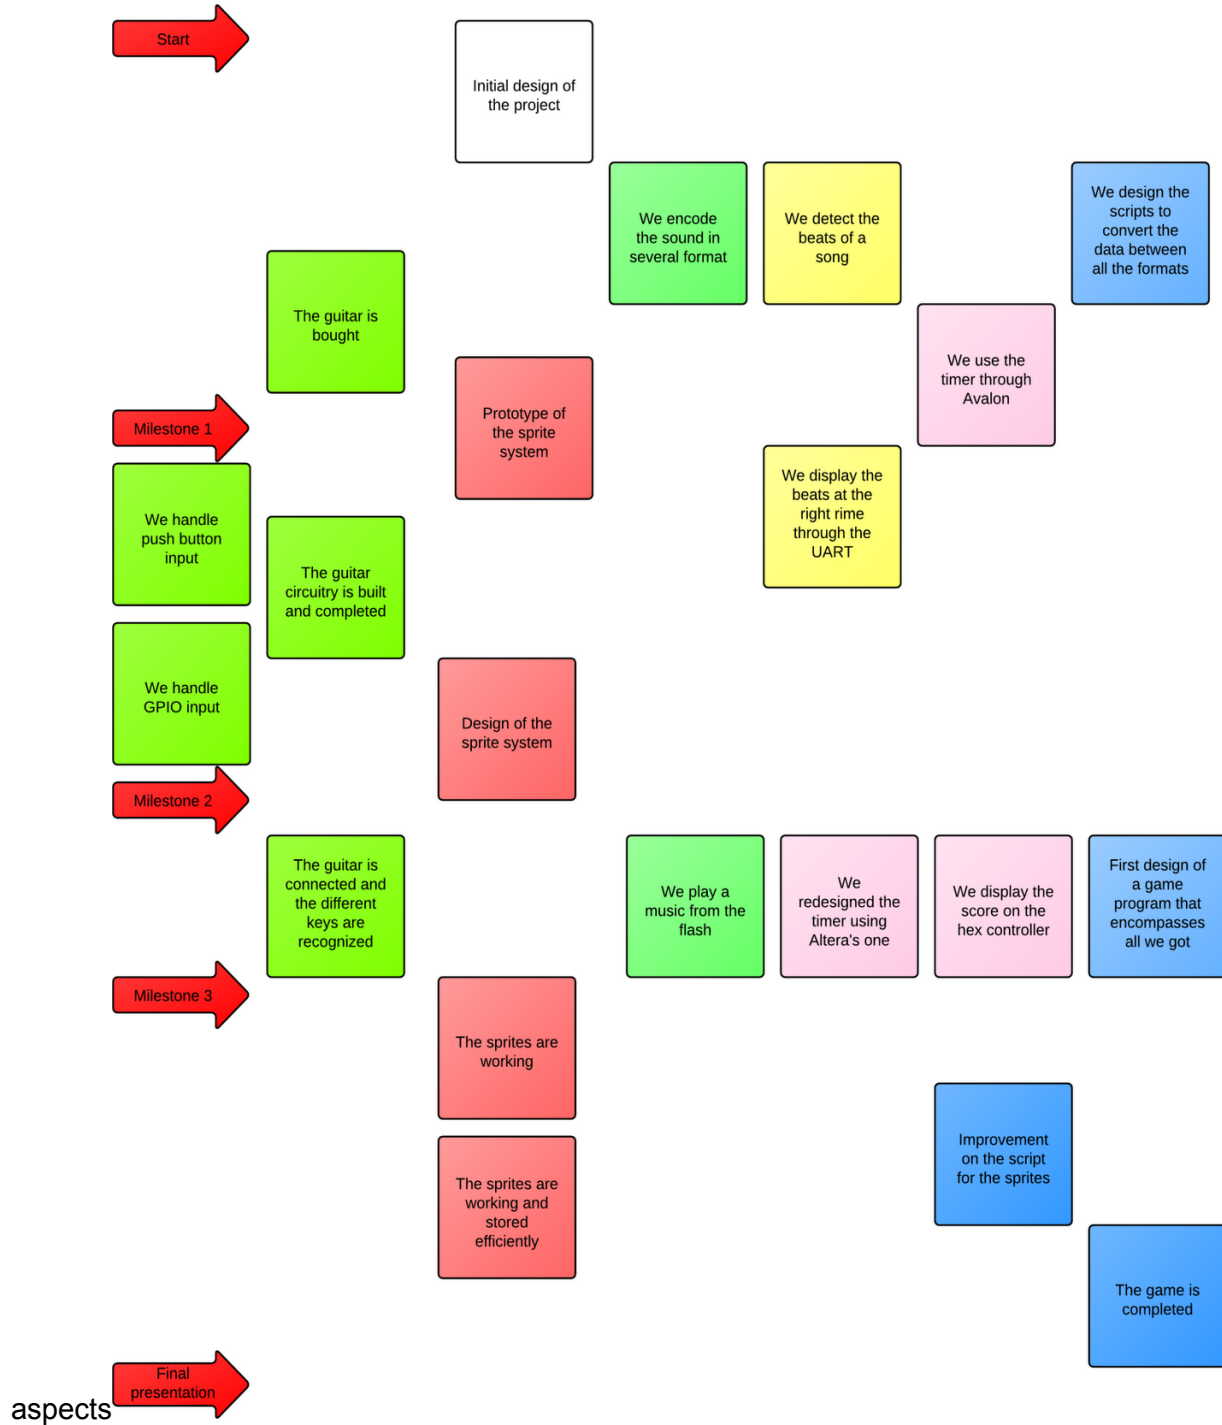 Start
Initial design of
the project
We encode
the sound in
several format
We detect the
beats of a
song
We design the
scripts to
convert the
data between
all the formats
The guitar is
bought
We use the
timer through
Avalon
Prototype of
the sprite
system
Milestone 1
We display the
beats at the
right rime
through the
UART
We handle
push button
input
The guitar
circuitry is built
and completed
We handle
GPIO input
Design of the
sprite system
Milestone 2
The guitar is
connected and
the different
keys are
recognized
We play a
music from the
flash
We
redesigned the
timer using
Altera's one
We display the
score on the
hex controller
First design of
a game
program that
encompasses
all we got
Milestone 3
The sprites are
working
Improvement
on the script
for the sprites
The sprites are
working and
stored
efficiently
The game is
completed
Final
presentation
aspects